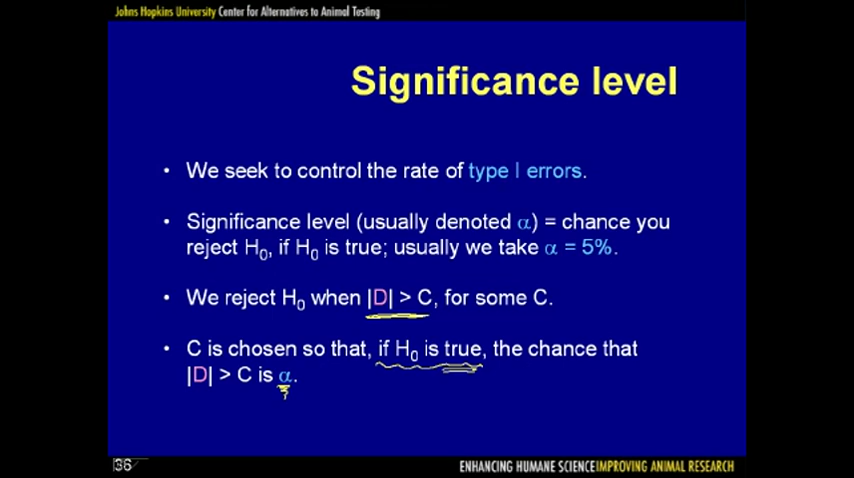 Johns Hopkins University Center for Alternatives to Animal Testing
Significance level
• We seek to control the rate of type I errors.
• Significance level (usually denoted α) = chance you
reject H₀, if H₀ is true; usually we take α = 5%.
• We reject H₀ when |D| > C, for some C.
• C is chosen so that, if H₀ is true, the chance that
|D| > C is α.
36
ENHANCING HUMANE SCIENCE IMPROVING ANIMAL RESEARCH